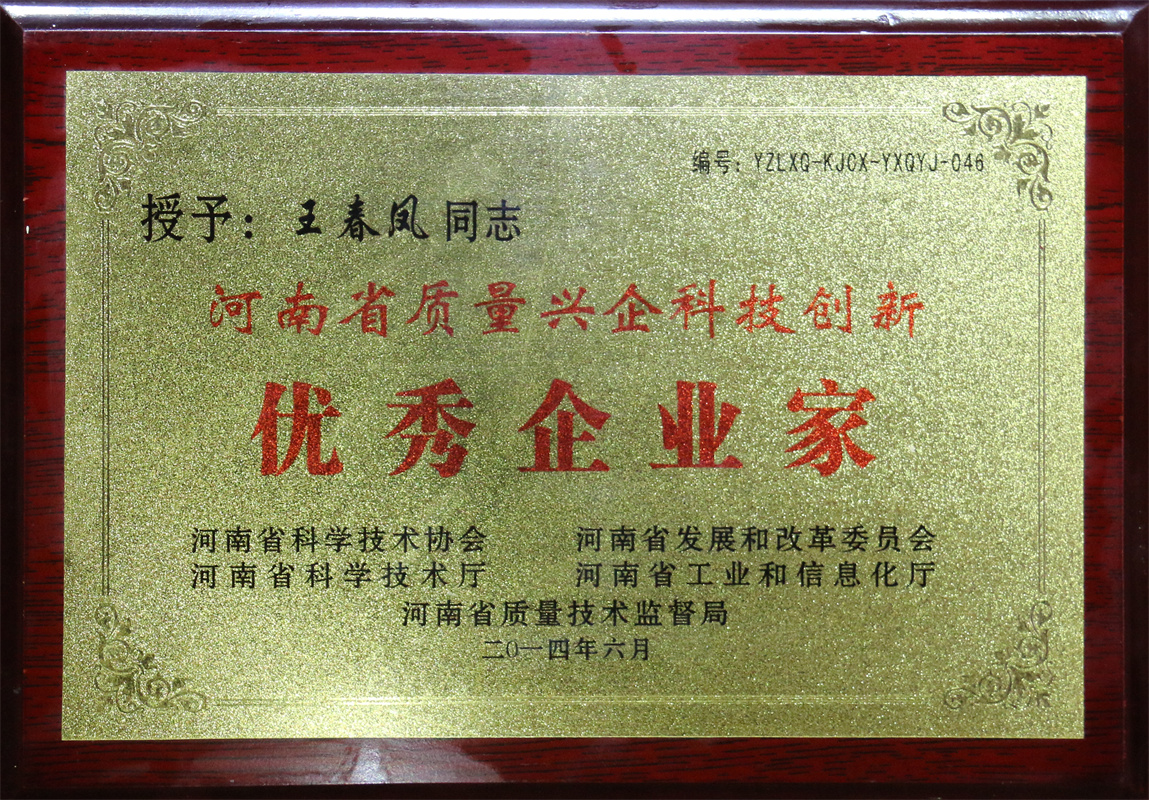 编号：YZLXQ-KJCX-YXQYJ-046
授予：王春凤同志
河南省质量兴企科技创新
优秀企业家
河南省科学技术协会 河南省发展和改革委员会
河南省科学技术厅 河南省工业和信息化厅
河南省质量技术监督局
二〇一四年六月